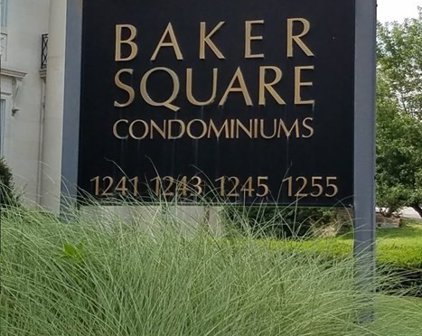 BAKER
SQUARE
CONDOMINIUMS
1241 1243 1245 1255